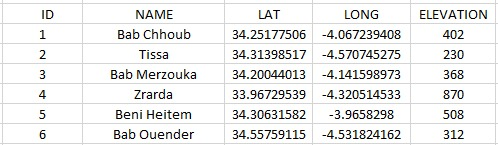 ID NAME LAT LONG ELEVATION
1 Bab Chhoub 34.25177506 -4.067239408 402
2 Tissa 34.31398517 -4.570745275 230
3 Bab Merzouka 34.20044013 -4.141598973 368
4 Zrarda 33.96729539 -4.320514533 870
5 Beni Heitem 34.30631582 -3.9658298 508
6 Bab Ouender 34.55759115 -4.531824162 312